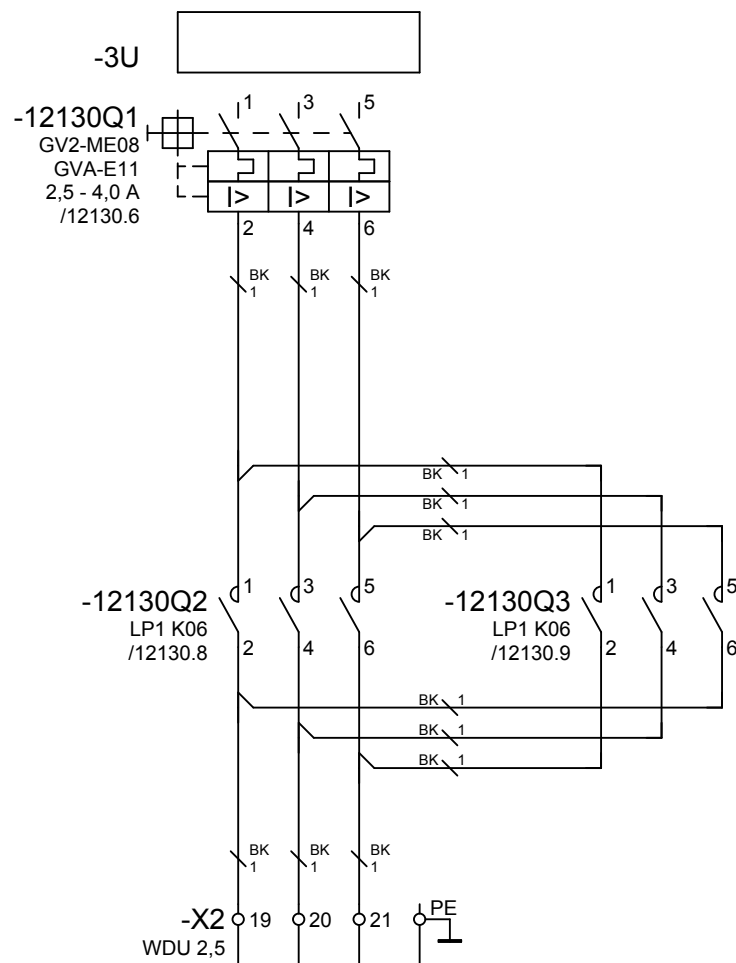 -3U
1 3 5
-12130Q1
GV2-ME08
GVA-E11
2,5 - 4,0 A
/12130.6
I> I> I>
2 4 6
BK 1 BK 1 BK 1
BK 1
BK 1
BK 1
1 3 5 1 3 5
-12130Q2 -12130Q3
LP1 K06 LP1 K06
/12130.8 2 4 6 /12130.9 2 4 6
BK 1
BK 1
BK 1
BK 1 BK 1 BK 1
-X2 19 20 21 PE
WDU 2,5